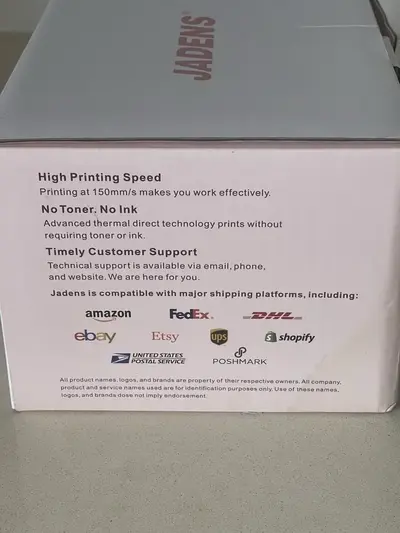 JADENS
High Printing Speed
Printing at 150mm/s makes you work effectively.
No Toner. No Ink
Advanced thermal direct technology prints without
requiring toner or ink.
Timely Customer Support
Technical support is available via email, phone,
and website. We are here for you.
Jadens is compatible with major shipping platforms, including:
amazon FedEx. DHL
ebay Etsy ups shopify
UNITED STATES
POSTAL SERVICE POSHMARK
All product names, logos, and brands are property of their respective owners. All company,
product and service names used are for identification purposes only. Use of these names,
logos, and brands doss not imply endorsement